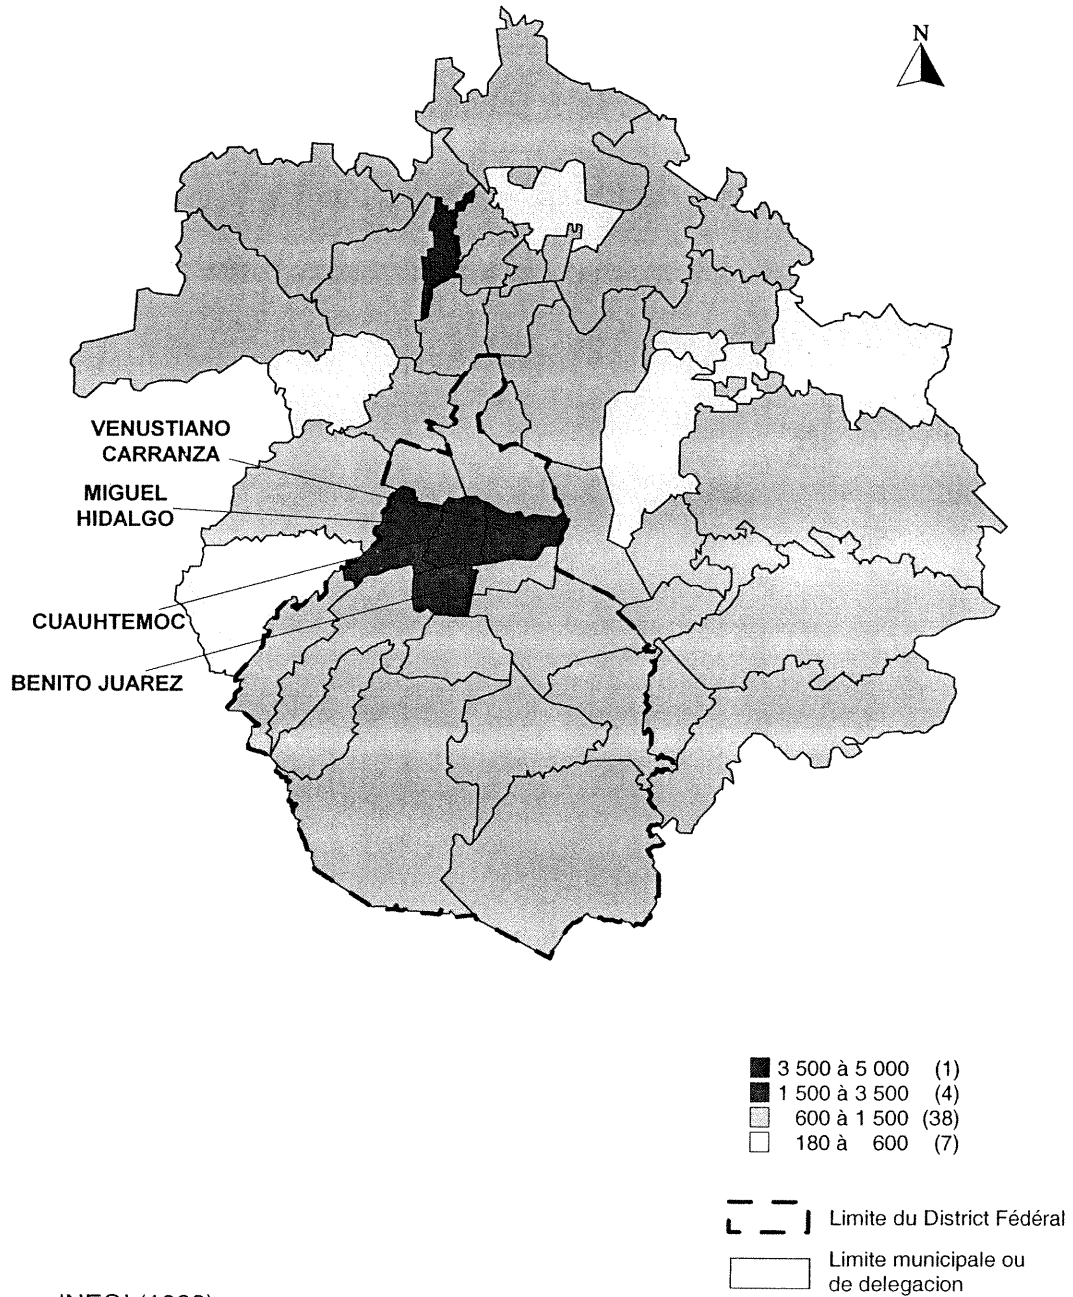 N
VENUSTIANO
CARRANZA
MIGUEL
HIDALGO
CUAUHTEMOC
BENITO JUAREZ
3 500 à 5 000 (1)
1 500 à 3 500 (4)
600 à 1 500 (38)
180 à 600 (7)
Limite du District Fédéral
Limite municipale ou
de delegacion